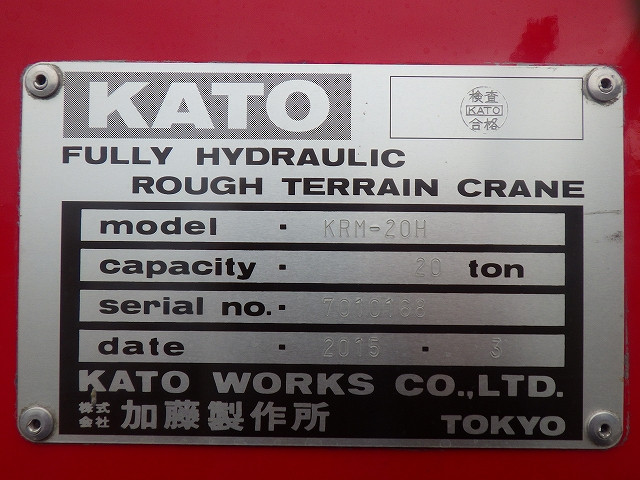 KATO
検査
KATO
合格
FULLY HYDRAULIC
ROUGH TERRAIN CRANE
model · KRM-20H
capacity · 20 ton
serial no. · 7010168
date · 2015 · 3
KATO WORKS CO.,LTD.
株式会社 加藤製作所 TOKYO